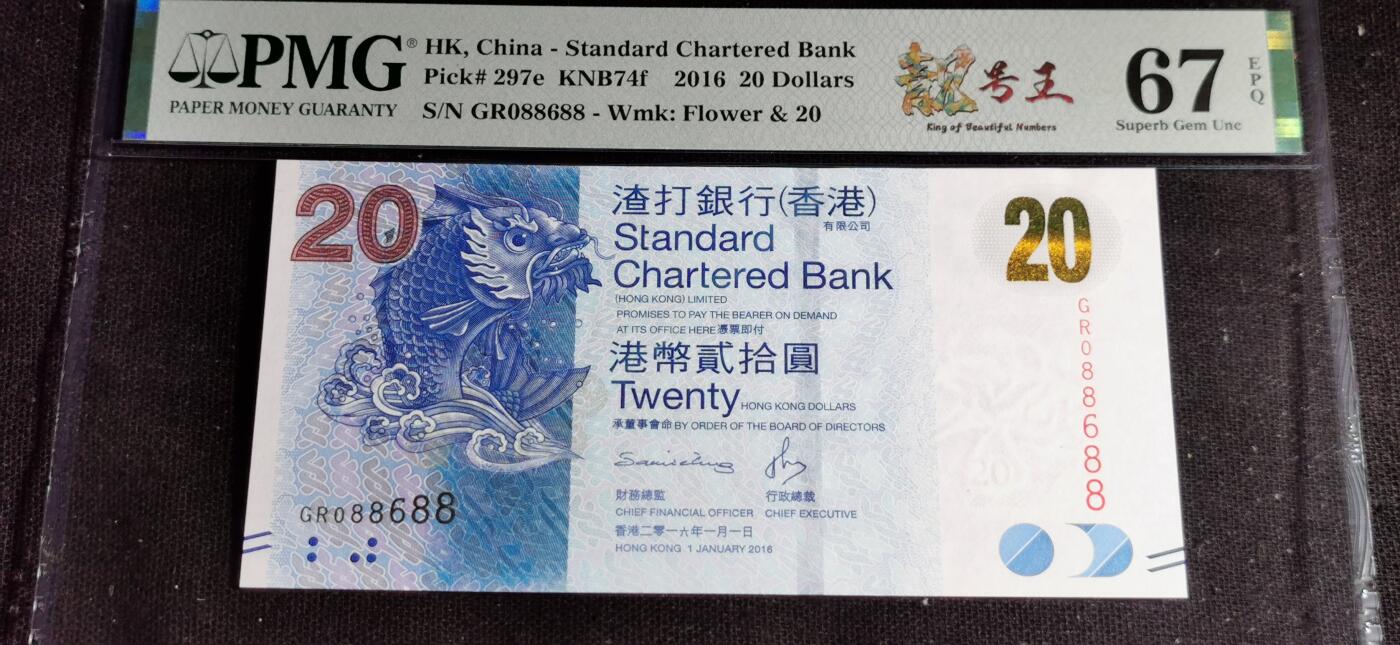 PMG®
PAPER MONEY GUARANTY
HK, China - Standard Chartered Bank
Pick# 297e KNB74f 2016 20 Dollars
S/N GR088688 - Wmk: Flower & 20
号王
King of Beautiful Numbers
67
Superb Gem Unc
EPQ
20
渣打銀行(香港)
有限公司
Standard
Chartered Bank
(HONG KONG) LIMITED
PROMISES TO PAY THE BEARER ON DEMAND
AT ITS OFFICE HERE 憑票即付
港幣貳拾圓
Twenty HONG KONG DOLLARS
承董事會命 BY ORDER OF THE BOARD OF DIRECTORS
財務總監 行政總裁
CHIEF FINANCIAL OFFICER CHIEF EXECUTIVE
香港二零一六年一月一日
HONG KONG 1 JANUARY 2016
GR088688
20
GR088688
20